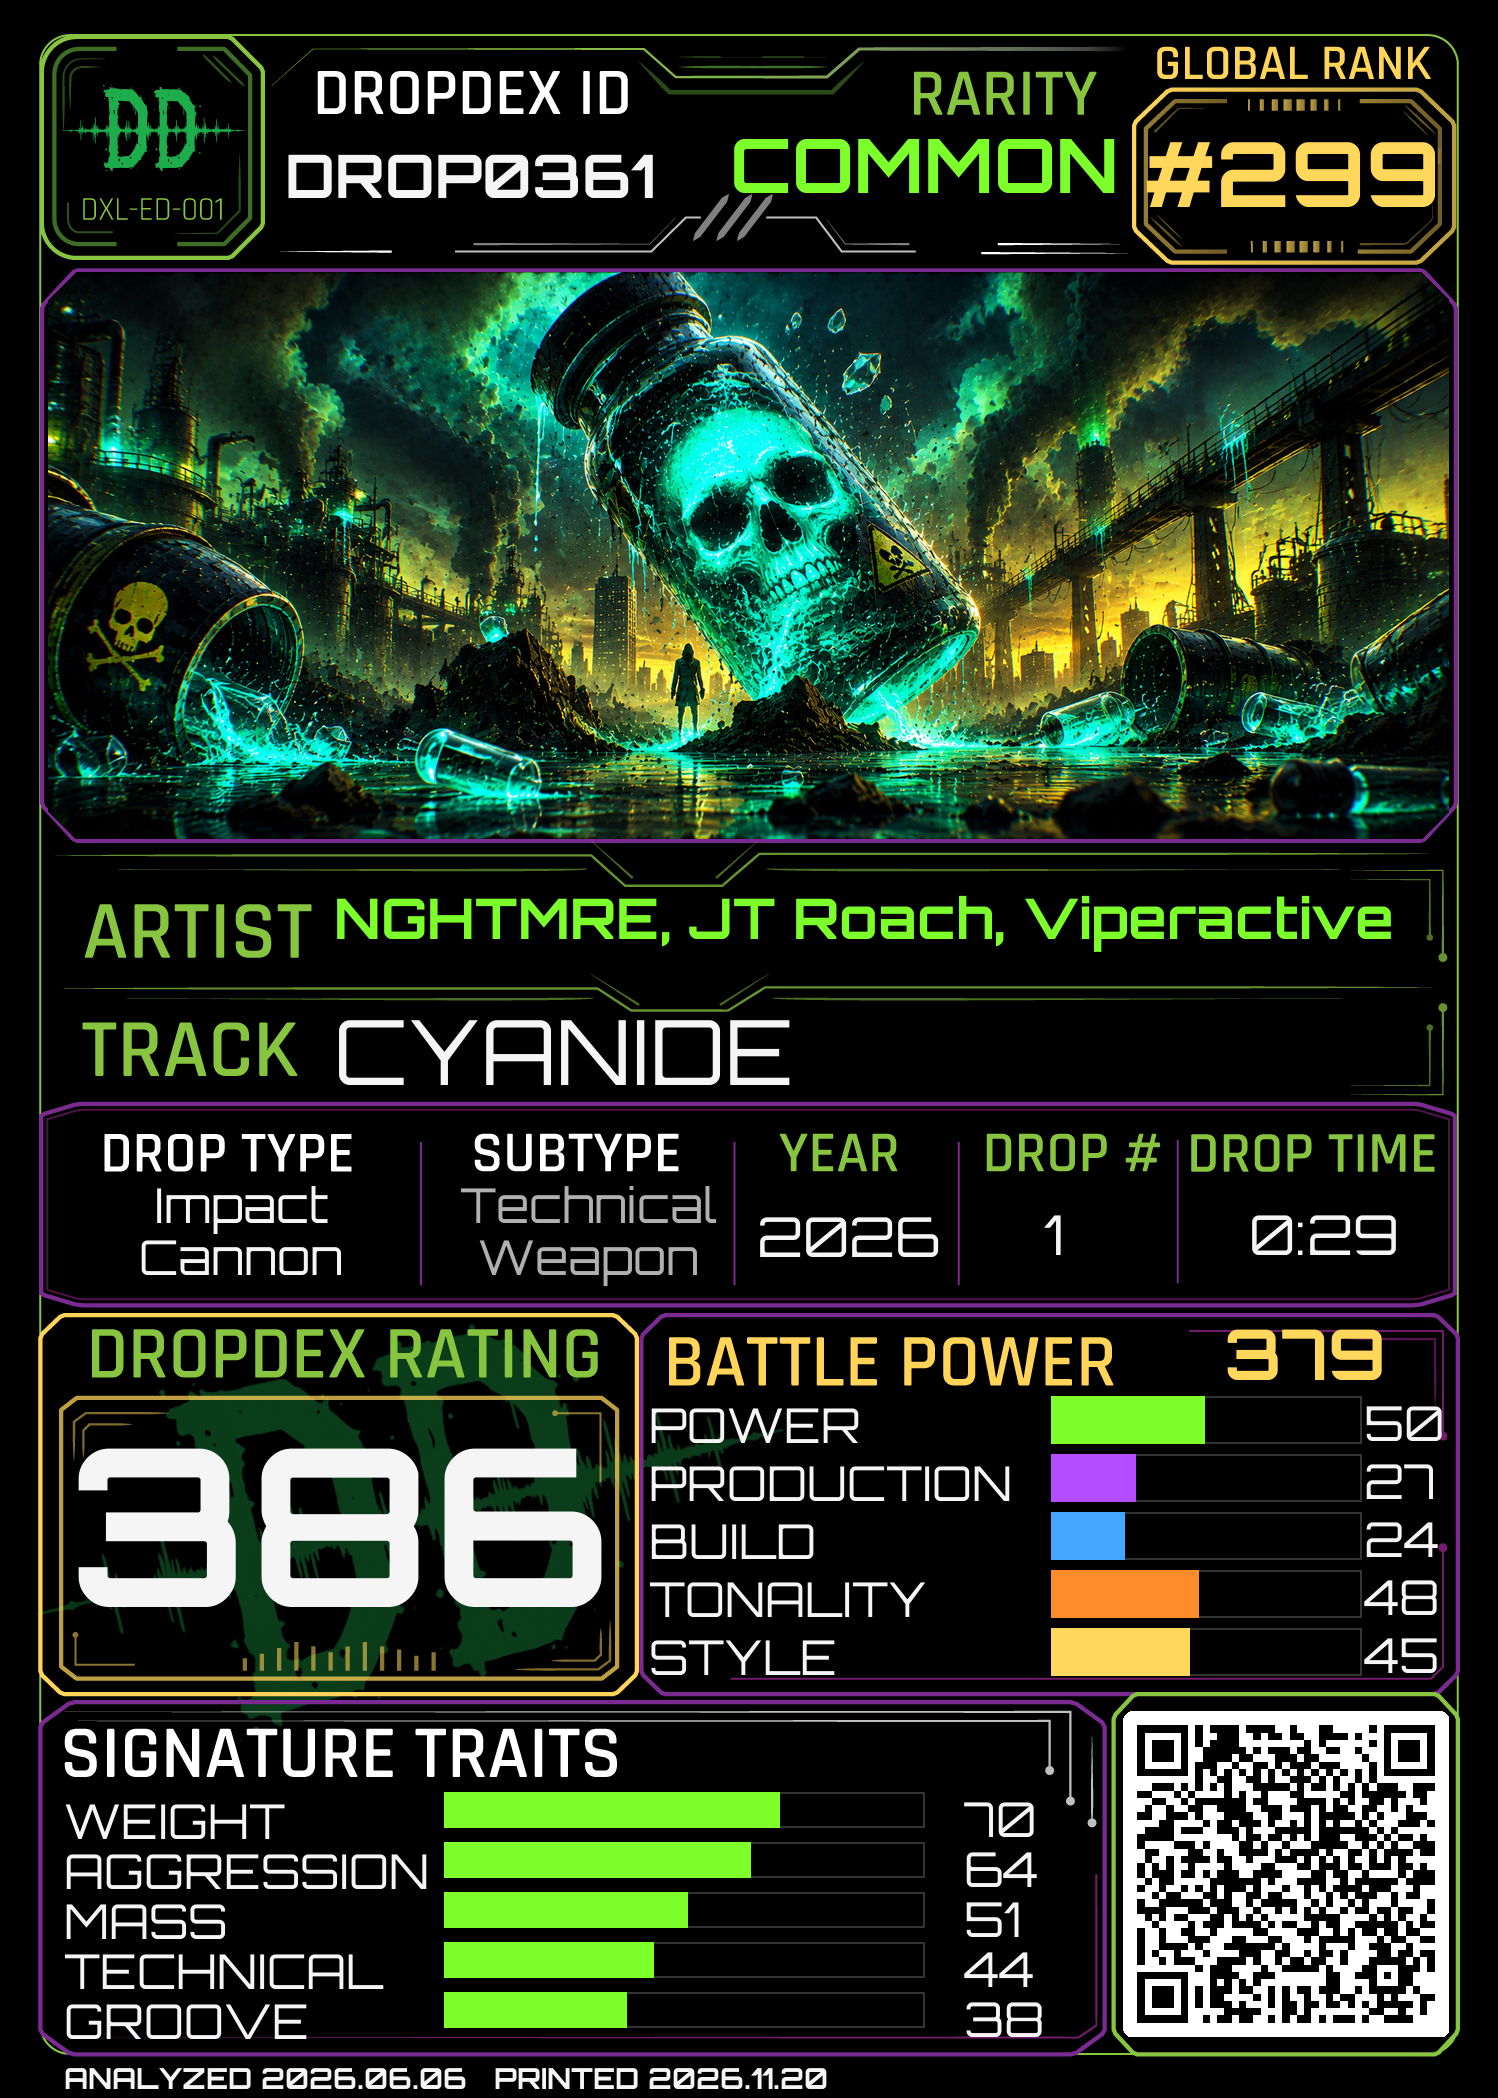 DD
DXL-ED-001
DROPDEX ID
DROP0361
RARITY
COMMON
GLOBAL RANK
#299
ARTIST NGHTMRE, JT Roach, Viperactive
TRACK CYANIDE
DROP TYPE
Impact
Cannon
SUBTYPE
Technical
Weapon
YEAR
2026
DROP #
1
DROP TIME
0:29
DROPDEX RATING
386
BATTLE POWER 379
POWER 50
PRODUCTION 27
BUILD 24
TONALITY 48
STYLE 45
SIGNATURE TRAITS
WEIGHT 70
AGGRESSION 64
MASS 51
TECHNICAL 44
GROOVE 38
ANALYZED 2026.06.06 PRINTED 2026.11.20